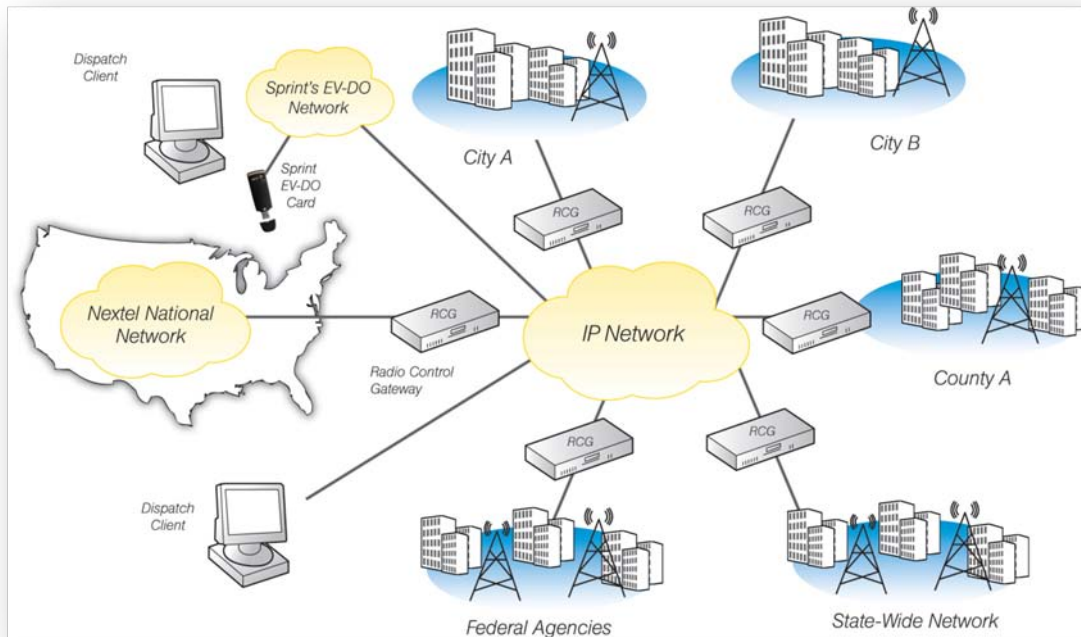 Dispatch
Client
Sprint's EV-DO
Network
Sprint
EV-DO
Card
City A
City B
RCG
RCG
Nextel National
Network
RCG
Radio Control
Gateway
IP Network
RCG
County A
RCG
RCG
Dispatch
Client
Federal Agencies
State-Wide Network